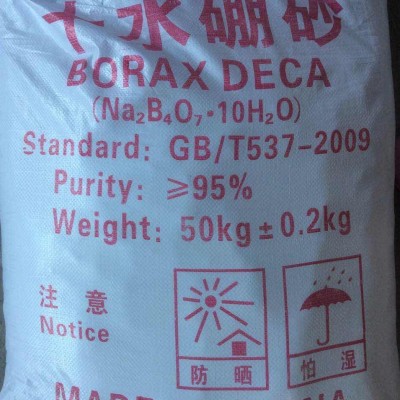 十水硼砂
BORAX DECA
(Na₂B₄O₇·10H₂O)
Standard: GB/T537-2009
Purity: ≥95%
Weight: 50kg±0.2kg
注意
Notice
防晒
怕湿